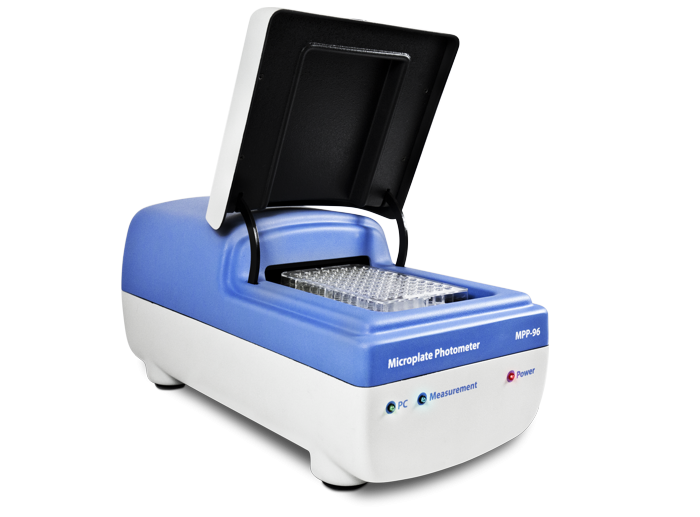 Microplate Photometer
MPP-96
PC
Measurement
Power